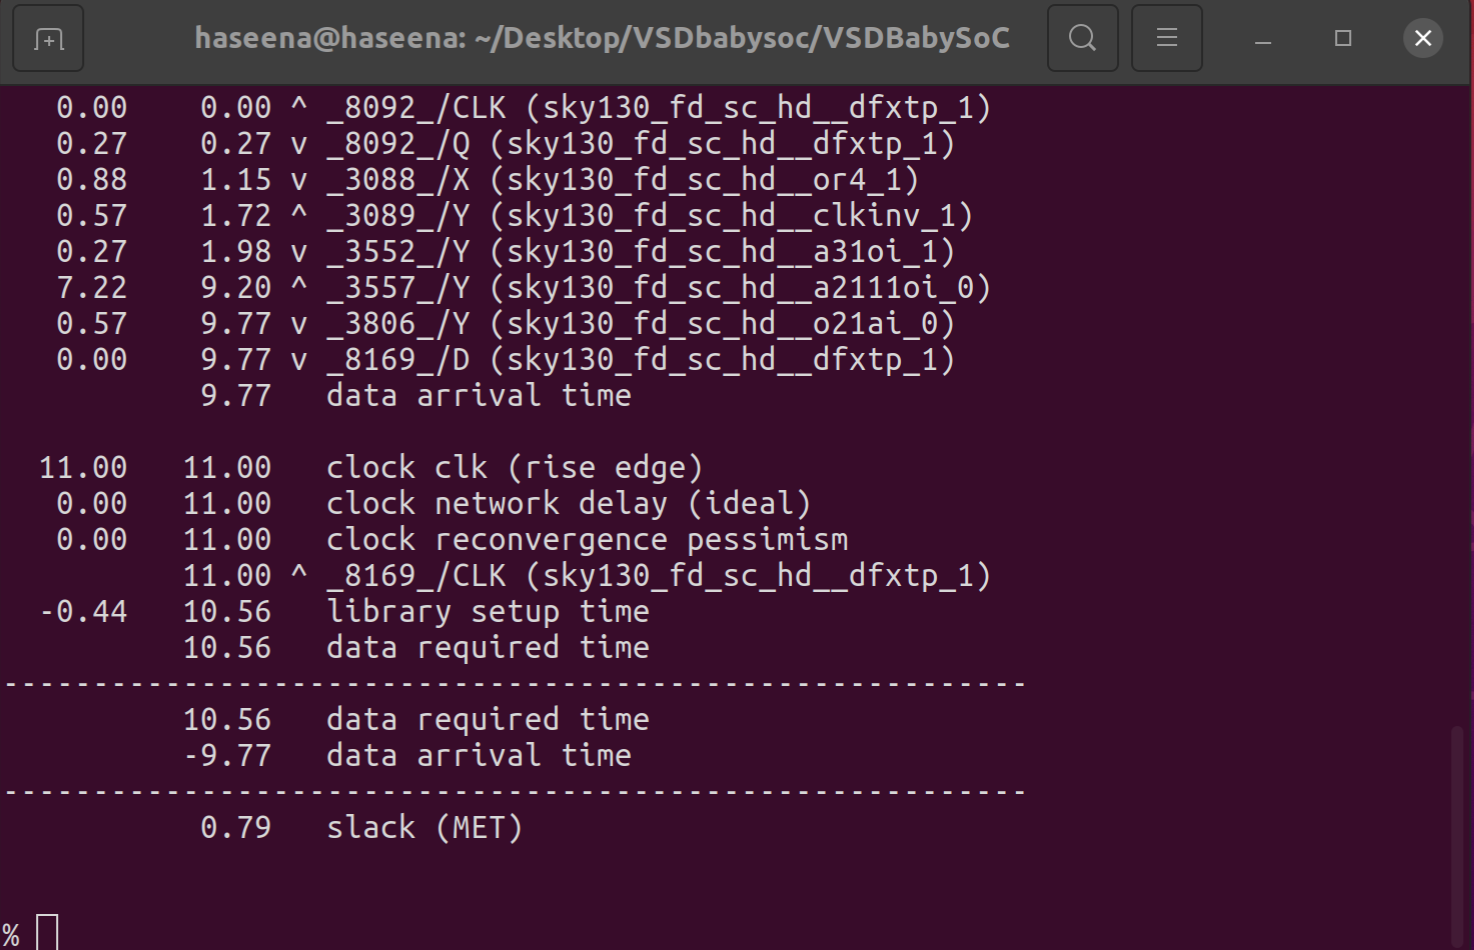 haseena@haseena: ~/Desktop/VSDbabysoc/VSDBabySoC
0.00 0.00 ^ _8092_/CLK (sky130_fd_sc_hd__dfxtp_1)
0.27 0.27 v _8092_/Q (sky130_fd_sc_hd__dfxtp_1)
0.88 1.15 v _3088_/X (sky130_fd_sc_hd__or4_1)
0.57 1.72 ^ _3089_/Y (sky130_fd_sc_hd__clkinv_1)
0.27 1.98 v _3552_/Y (sky130_fd_sc_hd__a31oi_1)
7.22 9.20 ^ _3557_/Y (sky130_fd_sc_hd__a2111oi_0)
0.57 9.77 v _3806_/Y (sky130_fd_sc_hd__o21ai_0)
0.00 9.77 v _8169_/D (sky130_fd_sc_hd__dfxtp_1)
9.77 data arrival time
11.00 11.00 clock clk (rise edge)
0.00 11.00 clock network delay (ideal)
0.00 11.00 clock reconvergence pessimism
11.00 ^ _8169_/CLK (sky130_fd_sc_hd__dfxtp_1)
-0.44 10.56 library setup time
10.56 data required time
---------------------------------------------------------
10.56 data required time
-9.77 data arrival time
---------------------------------------------------------
0.79 slack (MET)
%